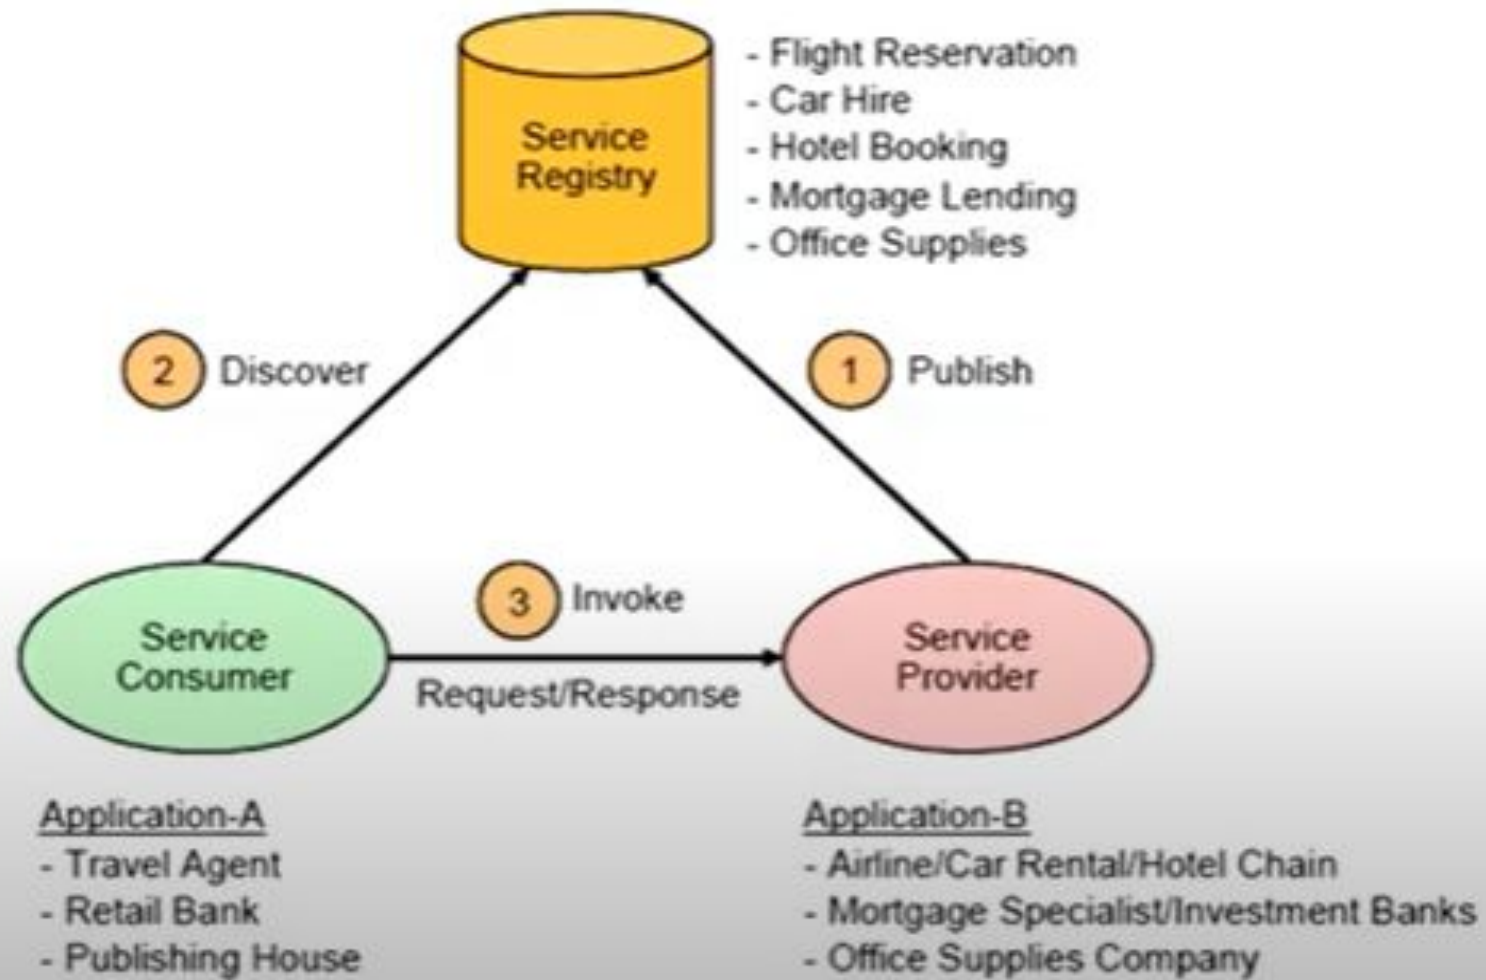 Service
Registry
- Flight Reservation
- Car Hire
- Hotel Booking
- Mortgage Lending
- Office Supplies
2 Discover
1 Publish
3 Invoke
Request/Response
Service
Consumer
Service
Provider
Application-A
- Travel Agent
- Retail Bank
- Publishing House
Application-B
- Airline/Car Rental/Hotel Chain
- Mortgage Specialist/Investment Banks
- Office Supplies Company